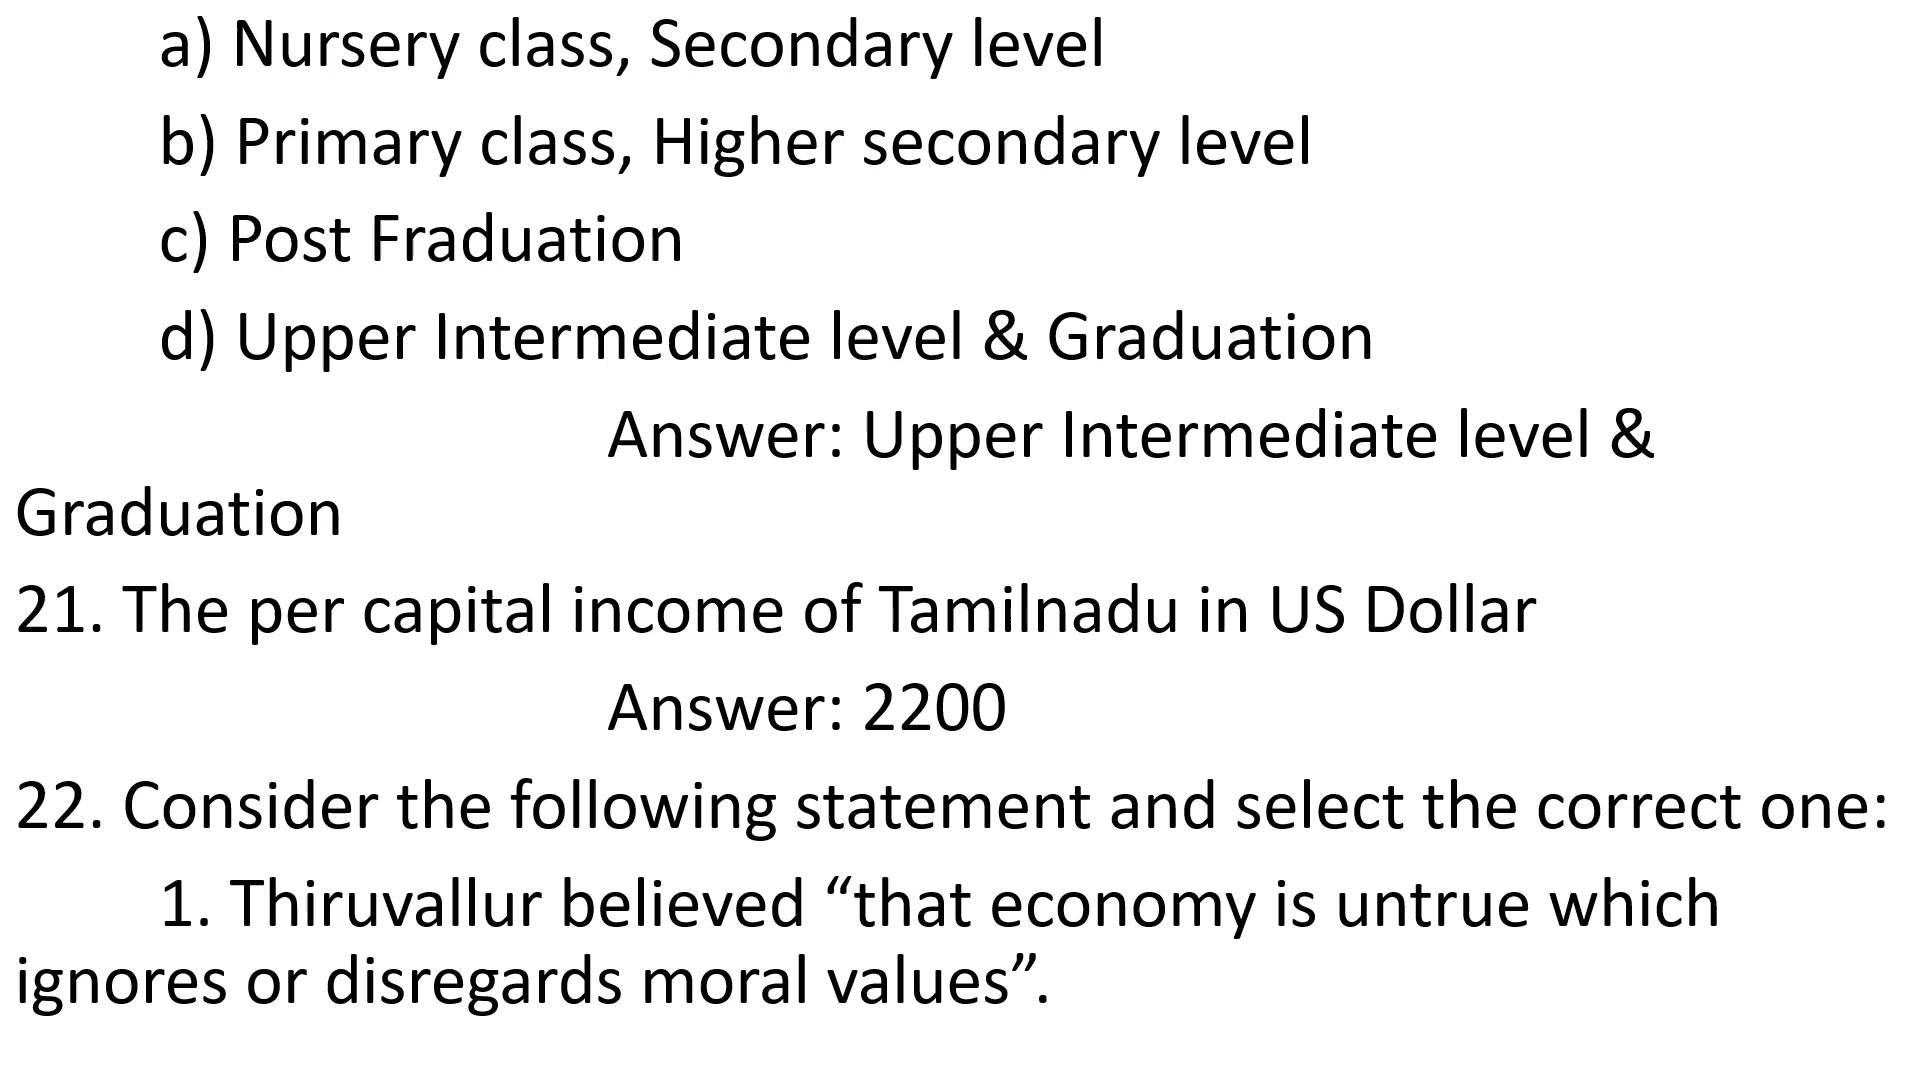 a) Nursery class, Secondary level
b) Primary class, Higher secondary level
c) Post Fraduation
d) Upper Intermediate level & Graduation
Answer: Upper Intermediate level &
Graduation
21. The per capital income of Tamilnadu in US Dollar
Answer: 2200
22. Consider the following statement and select the correct one:
1. Thiruvallur believed “that economy is untrue which
ignores or disregards moral values”.